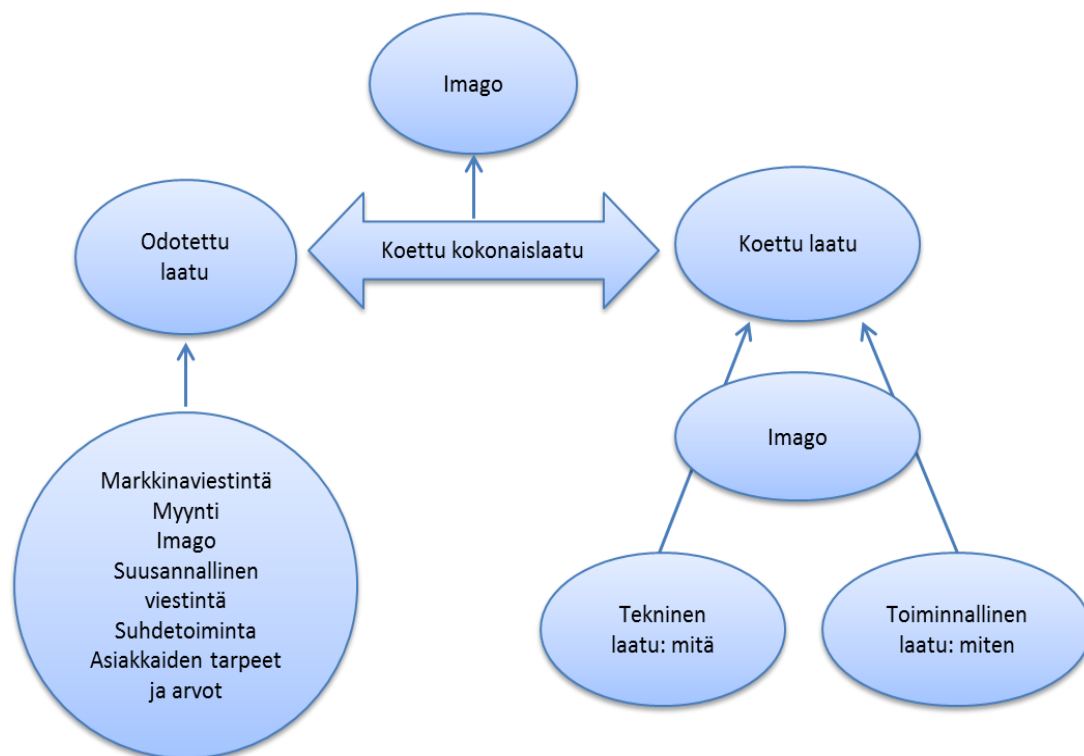 Imago
Odotettu
laatu
Koettu kokonaislaatu
Koettu laatu
Imago
Markkinaviestintä
Myynti
Imago
Suusannallinen
viestintä
Suhdetoiminta
Asiakkaiden tarpeet
ja arvot
Tekninen
laatu: mitä
Toiminnallinen
laatu: miten